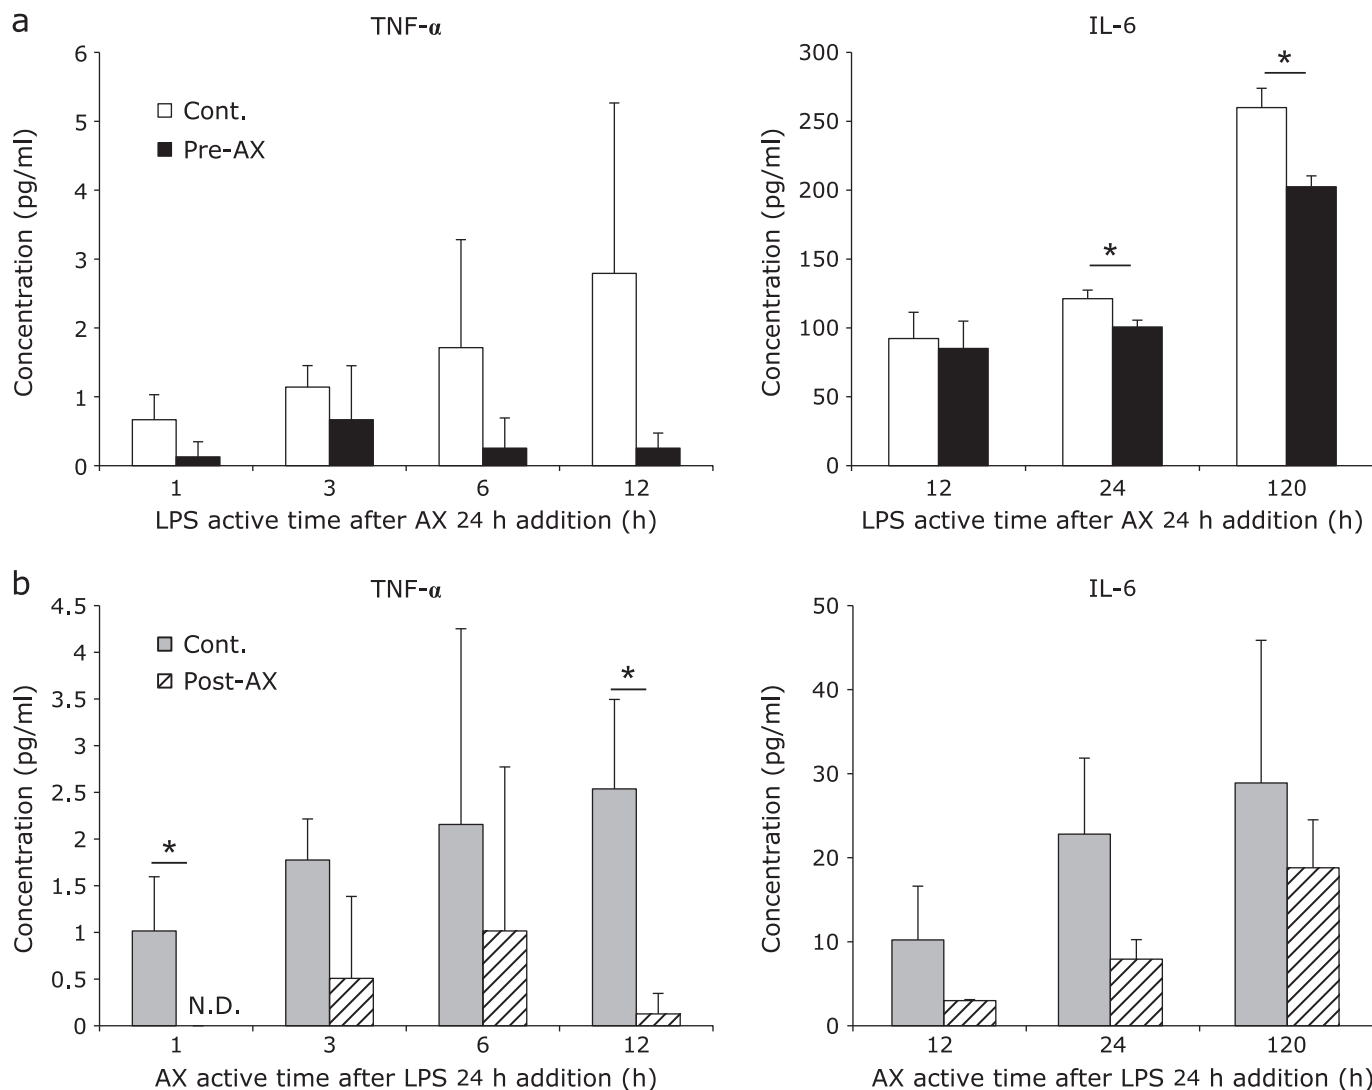 a
TNF-α
IL-6
Concentration (pg/ml)
6
5
4
3
2
1
0
Cont.
Pre-AX
1
3
6
12
LPS active time after AX 24 h addition (h)
Concentration (pg/ml)
300
250
200
150
100
50
0
*
*
12
24
120
LPS active time after AX 24 h addition (h)
b
TNF-α
IL-6
Concentration (pg/ml)
4.5
4
3.5
3
2.5
2
1.5
1
0.5
0
Cont.
Post-AX
*
*
N.D.
1
3
6
12
AX active time after LPS 24 h addition (h)
Concentration (pg/ml)
50
40
30
20
10
0
12
24
120
AX active time after LPS 24 h addition (h)